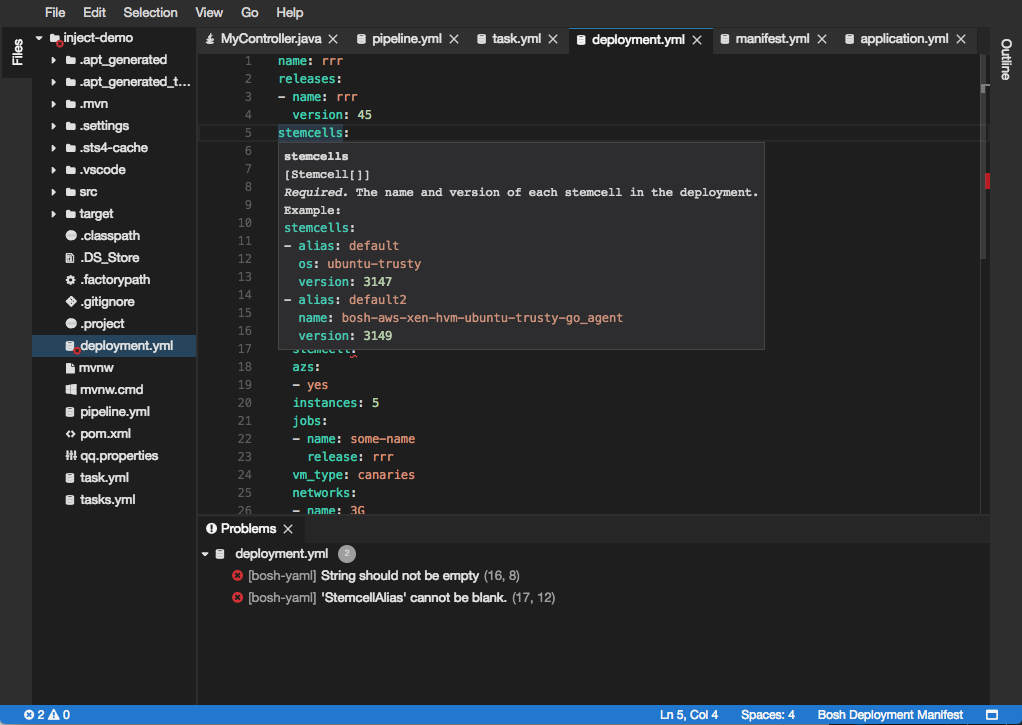 File Edit Selection View Go Help
Files
inject-demo
.apt_generated
.apt_generated_t...
.mvn
.settings
.sts4-cache
.vscode
src
target
.classpath
.DS_Store
.factorypath
.gitignore
.project
deployment.yml
mvnw
mvnw.cmd
pipeline.yml
pom.xml
qq.properties
task.yml
tasks.yml
MyController.java pipeline.yml task.yml deployment.yml manifest.yml application.yml
Outline
1 name: rrr
2 releases:
3 - name: rrr
4 version: 45
5 stemcells:
6
7
8
9
10
11
12
13
14
15
16
17 stemcell:
18 azs:
19 - yes
20 instances: 5
21 jobs:
22 - name: some-name
23 release: rrr
24 vm_type: canaries
25 networks:
26 - name: 3G
stemcells
[Stemcell[]]
Required. The name and version of each stemcell in the deployment.
Example:
stemcells:
- alias: default
os: ubuntu-trusty
version: 3147
- alias: default2
name: bosh-aws-xen-hvm-ubuntu-trusty-go_agent
version: 3149
Problems
deployment.yml 2
[bosh-yaml] String should not be empty (16, 8)
[bosh-yaml] 'StemcellAlias' cannot be blank. (17, 12)
2 0 Ln 5, Col 4 Spaces: 4 Bosh Deployment Manifest